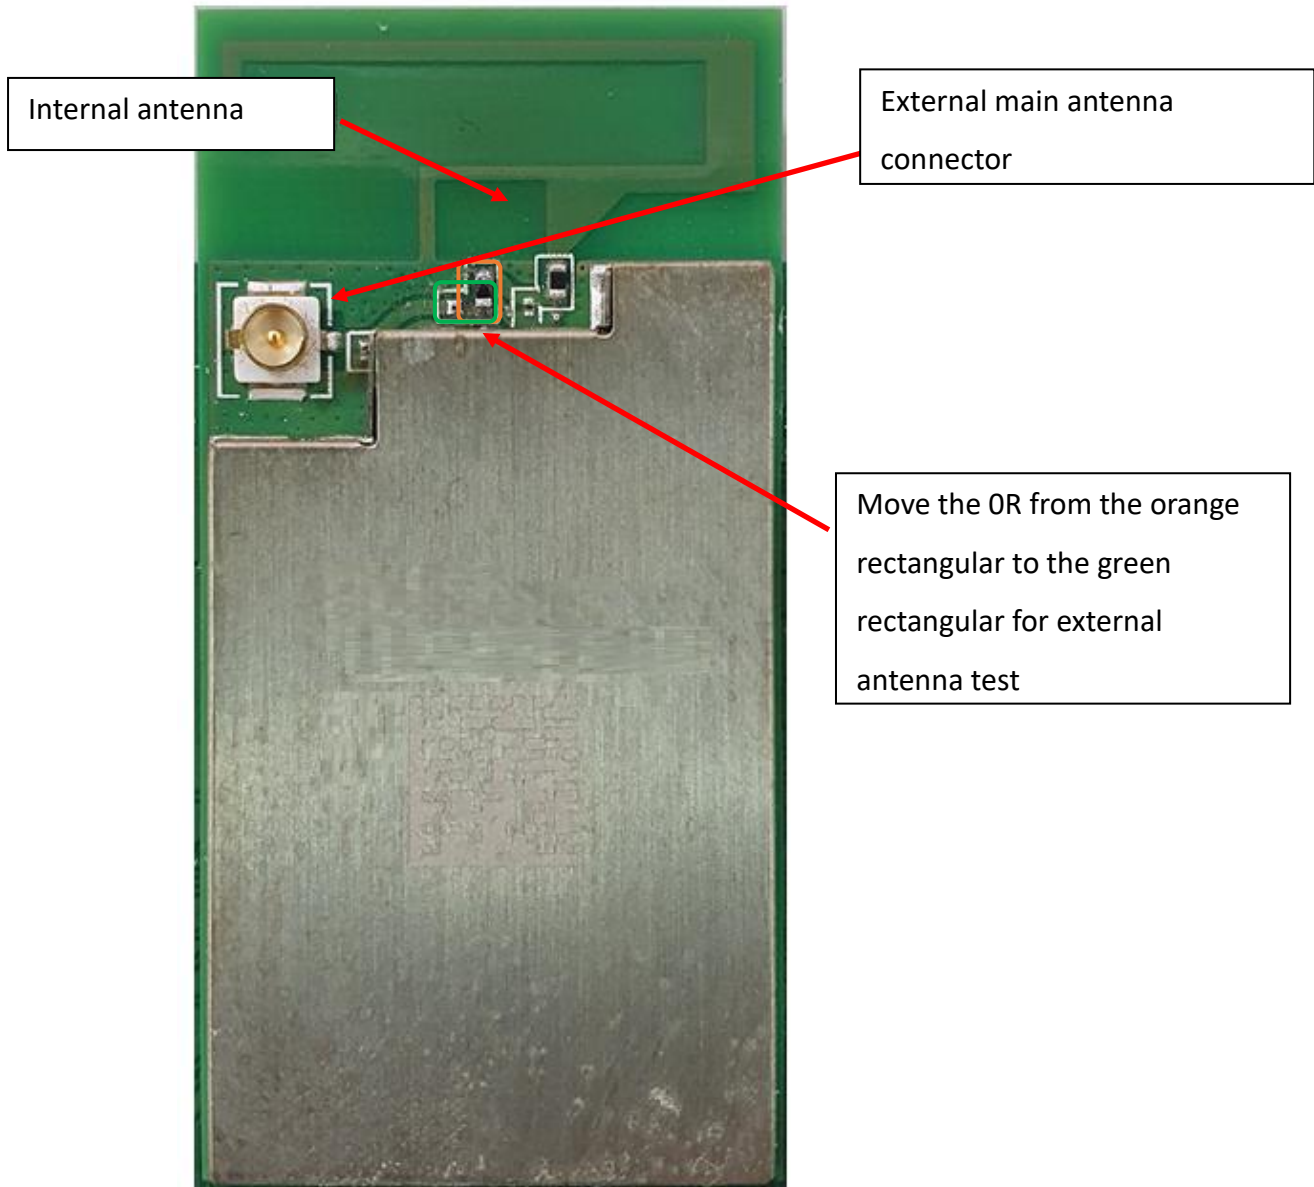 Internal antenna
External main antenna
connector
Move the 0R from the orange
rectangular to the green
rectangular for external
antenna test